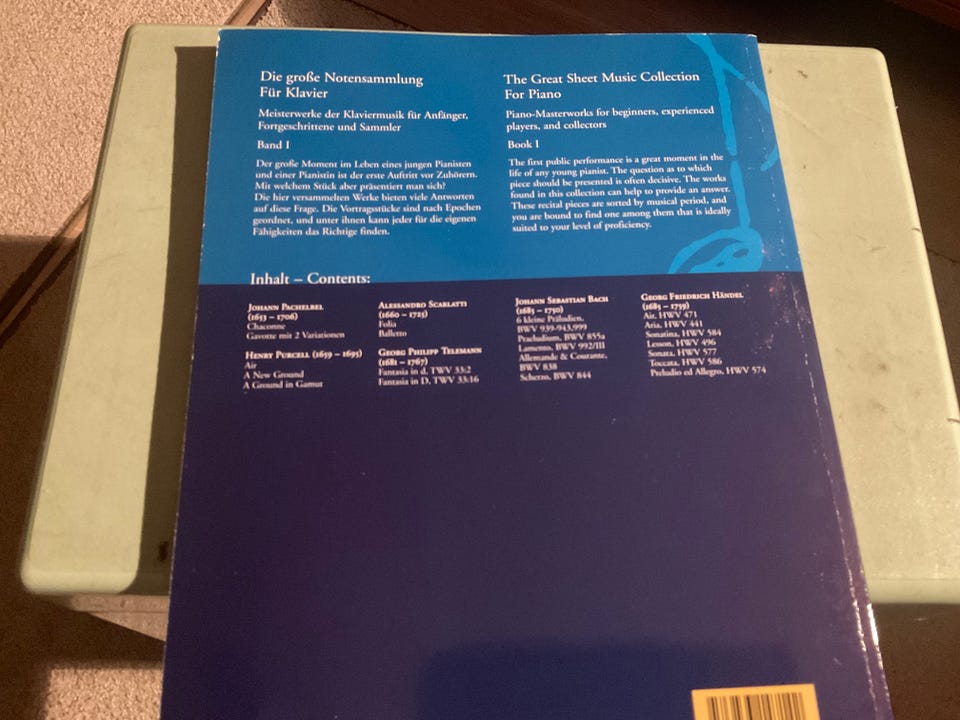 Die große Notensammlung
Für Klavier
Meisterwerke der Klaviermusik für Anfänger,
Fortgeschrittene und Sammler
Band I
Der große Moment im Leben eines jungen Pianisten
und einer Pianistin ist der erste Auftritt vor Zuhörern.
Mit welchem Stück aber präsentiert man sich?
Die hier versammelten Werke bieten viele Antworten
auf diese Frage. Die Vortragsstücke sind nach Epochen
geordnet, und unter ihnen kann jeder für die eigenen
Fähigkeiten das Richtige finden.
The Great Sheet Music Collection
For Piano
Piano-Masterworks for beginners, experienced
players, and collectors
Book I
The first public performance is a great moment in the
life of any young pianist. The question as to which
piece should be presented is often decisive. The works
found in this collection can help to provide an answer.
These recital pieces are sorted by musical period, and
you are bound to find one among them that is ideally
suited to your level of proficiency.
Inhalt – Contents:
Johann Pachelbel
(1653 – 1706)
Chaconne
Gavotte mit 2 Variationen
Henry Purcell (1659 – 1695)
Air
A New Ground
A Ground in Gamut
Alessandro Scarlatti
(1660 – 1725)
Folia
Balletto
Georg Philipp Telemann
(1681 – 1767)
Fantasia in d, TWV 33:2
Fantasia in D, TWV 33:16
Johann Sebastian Bach
(1685 – 1750)
6 kleine Präludien,
BWV 939-943,999
Praeludium, BWV 855a
Lamento, BWV 992/III
Allemande & Courante,
BWV 838
Scherzo, BWV 844
Georg Friedrich Händel
(1685 – 1759)
Air, HWV 471
Aria, HWV 441
Sonatina, HWV 584
Lesson, HWV 496
Sonata, HWV 577
Toccata, HWV 586
Preludio ed Allegro, HWV 574